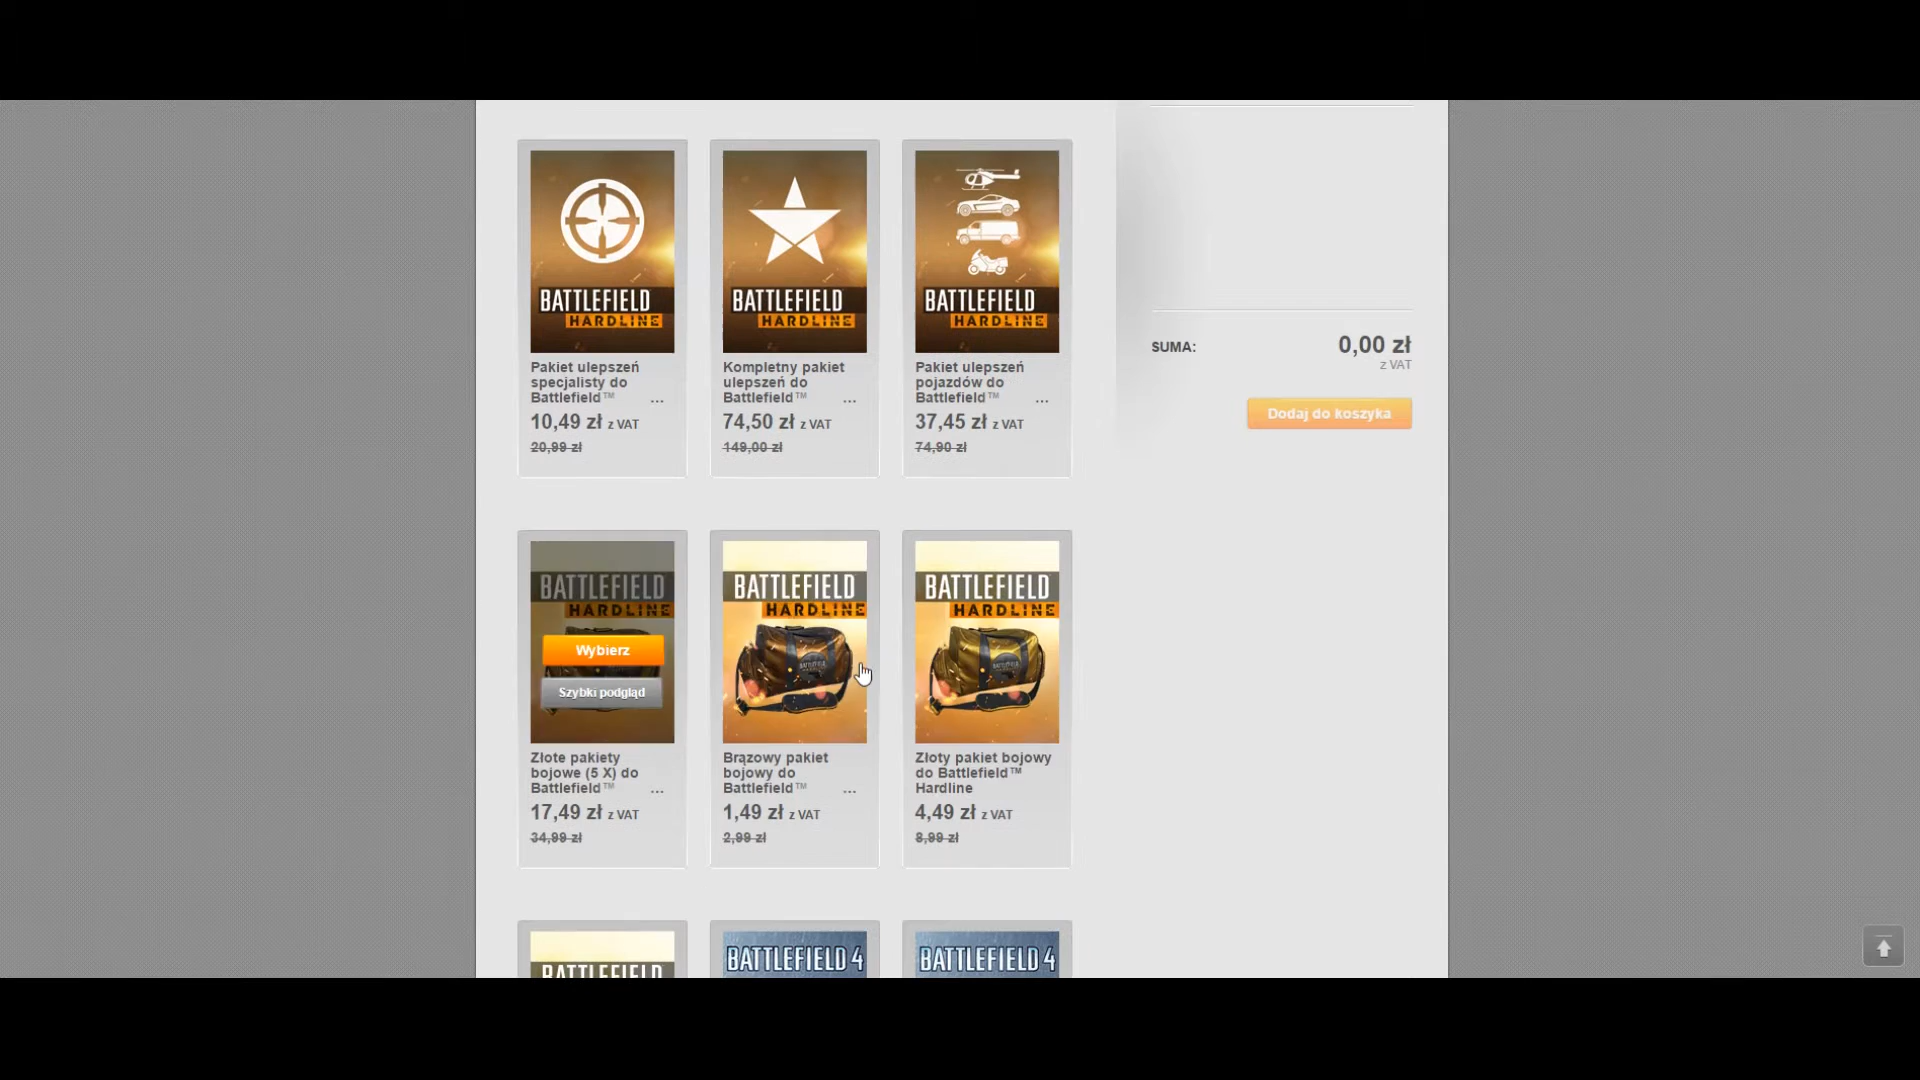 BATTLEFIELD
HARDLINE
Pakiet ulepszeń
specjalisty do
Battlefield™ ...
10,49 zł z VAT
20,99 zł
BATTLEFIELD
HARDLINE
Kompletny pakiet
ulepszeń do
Battlefield™ ...
74,50 zł z VAT
149,00 zł
BATTLEFIELD
HARDLINE
Pakiet ulepszeń
pojazdów do
Battlefield™ ...
37,45 zł z VAT
74,90 zł
SUMA: 0,00 zł
z VAT
Dodaj do koszyka
BATTLEFIELD
HARDLINE
Wybierz
Szybki podgląd
Złote pakiety
bojowe (5 X) do
Battlefield™ ...
17,49 zł z VAT
34,99 zł
BATTLEFIELD
HARDLINE
Brązowy pakiet
bojowy do
Battlefield™ ...
1,49 zł z VAT
2,99 zł
BATTLEFIELD
HARDLINE
Złoty pakiet bojowy
do Battlefield™
Hardline
4,49 zł z VAT
8,99 zł
BATTLEFIELD
BATTLEFIELD 4
BATTLEFIELD 4